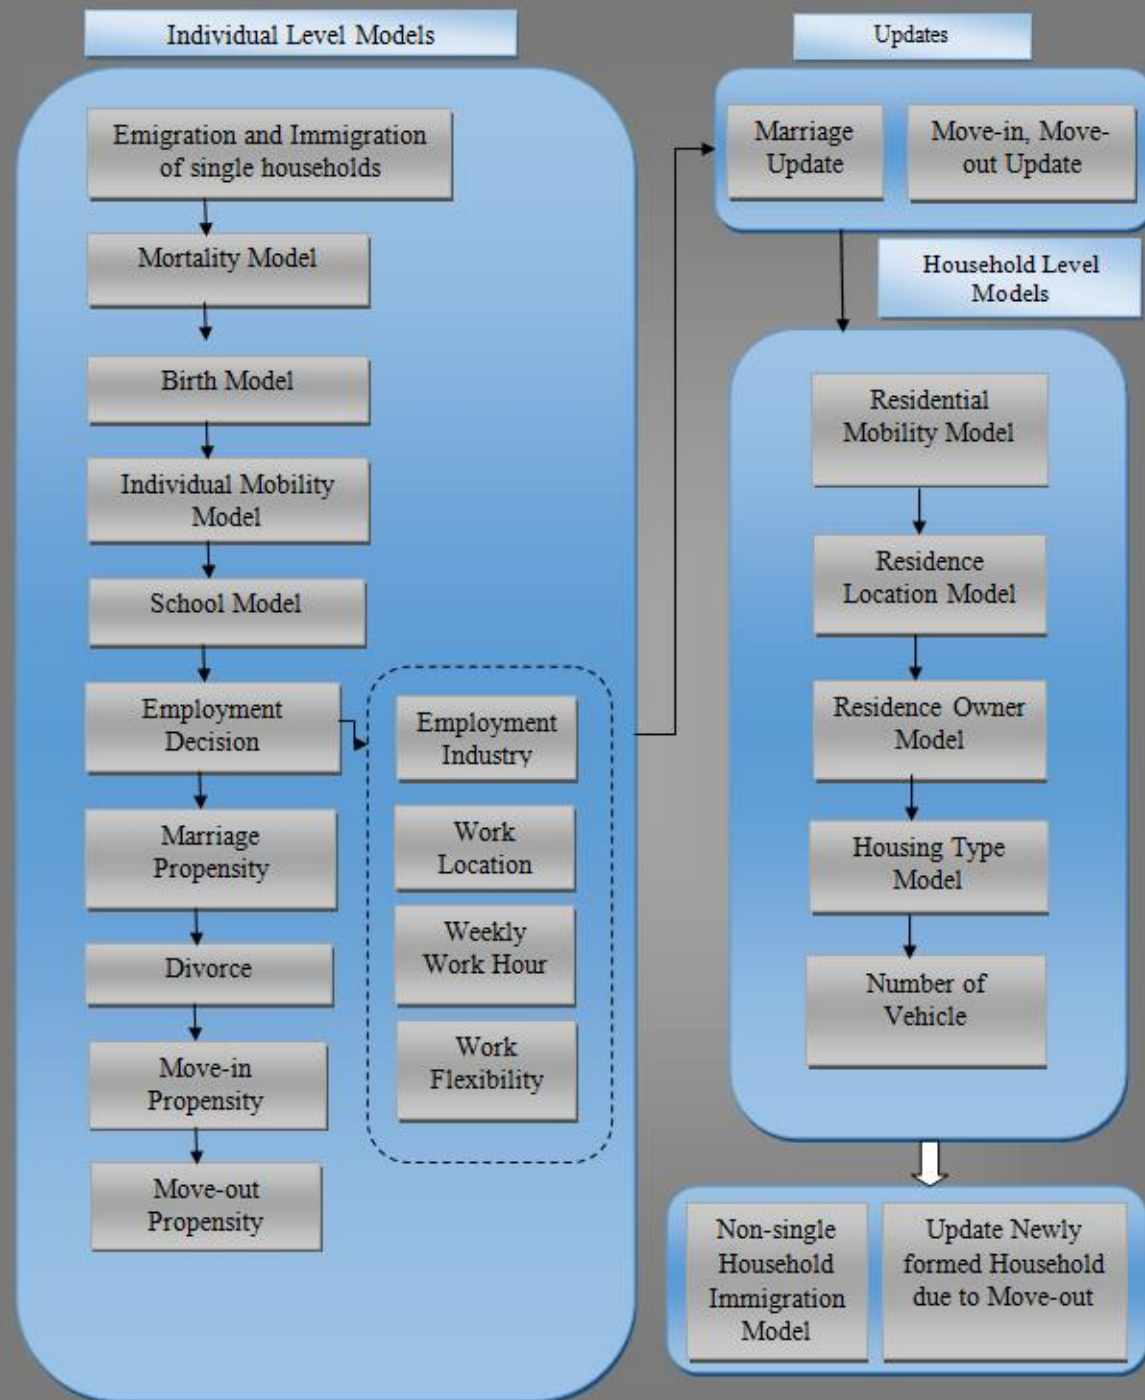 Individual Level Models
Emigration and Immigration
of single households
Mortality Model
Birth Model
Individual Mobility
Model
School Model
Employment
Decision
Marriage
Propensity
Divorce
Move-in
Propensity
Move-out
Propensity
Employment
Industry
Work
Location
Weekly
Work Hour
Work
Flexibility
Updates
Marriage
Update
Move-in, Move-
out Update
Household Level
Models
Residential
Mobility Model
Residence
Location Model
Residence Owner
Model
Housing Type
Model
Number of
Vehicle
Non-single
Household
Immigration
Model
Update Newly
formed Household
due to Move-out